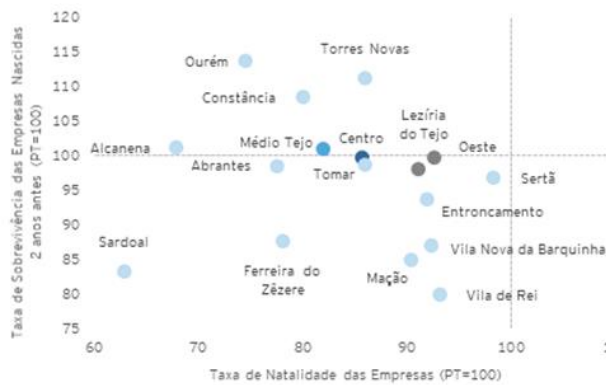 120
115
110
105
100
95
90
85
80
75
Taxa de Sobrevivência das Empresas Nascidas
2 anos antes (PT=100)
Ourém
Torres Novas
Constância
Lezíria
do Tejo
Alcanena
Médio Tejo
Centro
Oeste
Abrantes
Tomar
Sertã
Entroncamento
Sardoal
Ferreira do
Zêzere
Mação
Vila Nova da Barquinha
Vila de Rei
60
70
80
90
100
Taxa de Natalidade das Empresas (PT=100)